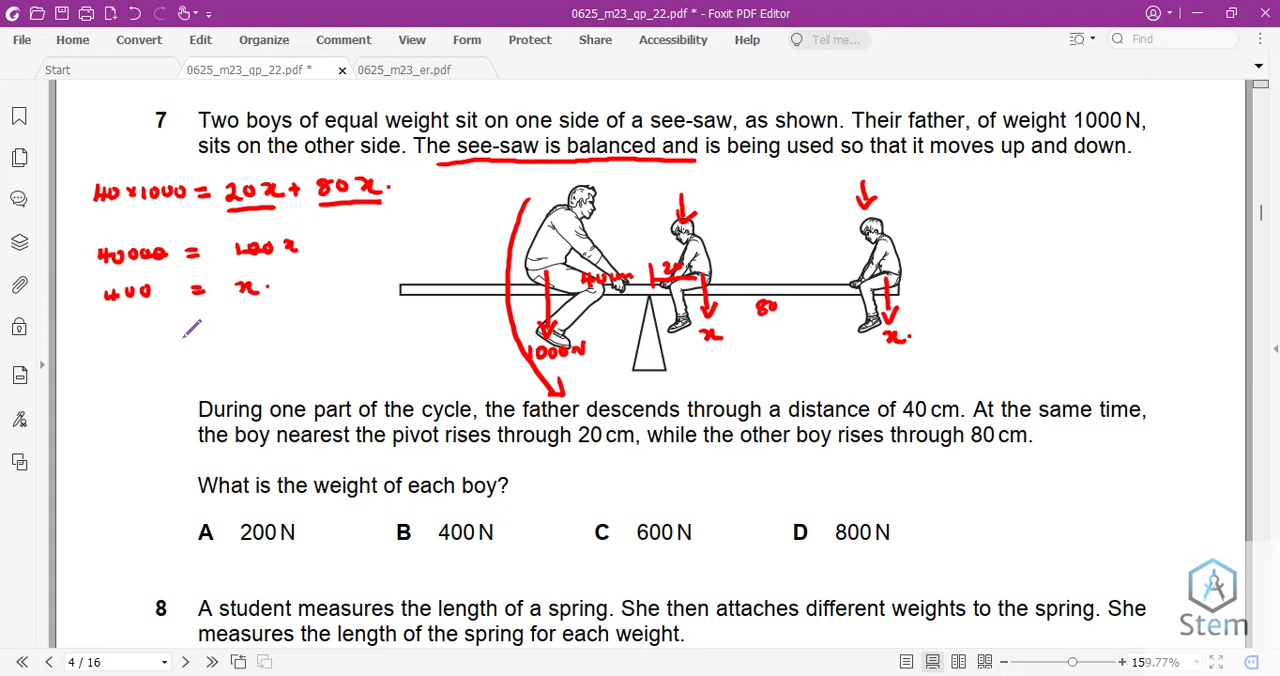 0625_m23_qp_22.pdf * - Foxit PDF Editor
File Home Convert Edit Organize Comment View Form Protect Share Accessibility Help Tell me... Find
Start 0625_m23_qp_22.pdf * 0625_m23_er.pdf
7 Two boys of equal weight sit on one side of a see-saw, as shown. Their father, of weight 1000 N,
sits on the other side. The see-saw is balanced and is being used so that it moves up and down.
40 × 1000 = 20x + 80x.
40000 = 100 x
400 = x.
40 cm
20
80
1000 N
x
x.
During one part of the cycle, the father descends through a distance of 40 cm. At the same time,
the boy nearest the pivot rises through 20 cm, while the other boy rises through 80 cm.
What is the weight of each boy?
A 200 N B 400 N C 600 N D 800 N
8 A student measures the length of a spring. She then attaches different weights to the spring. She
measures the length of the spring for each weight.
Stem
4 / 16 159.77%